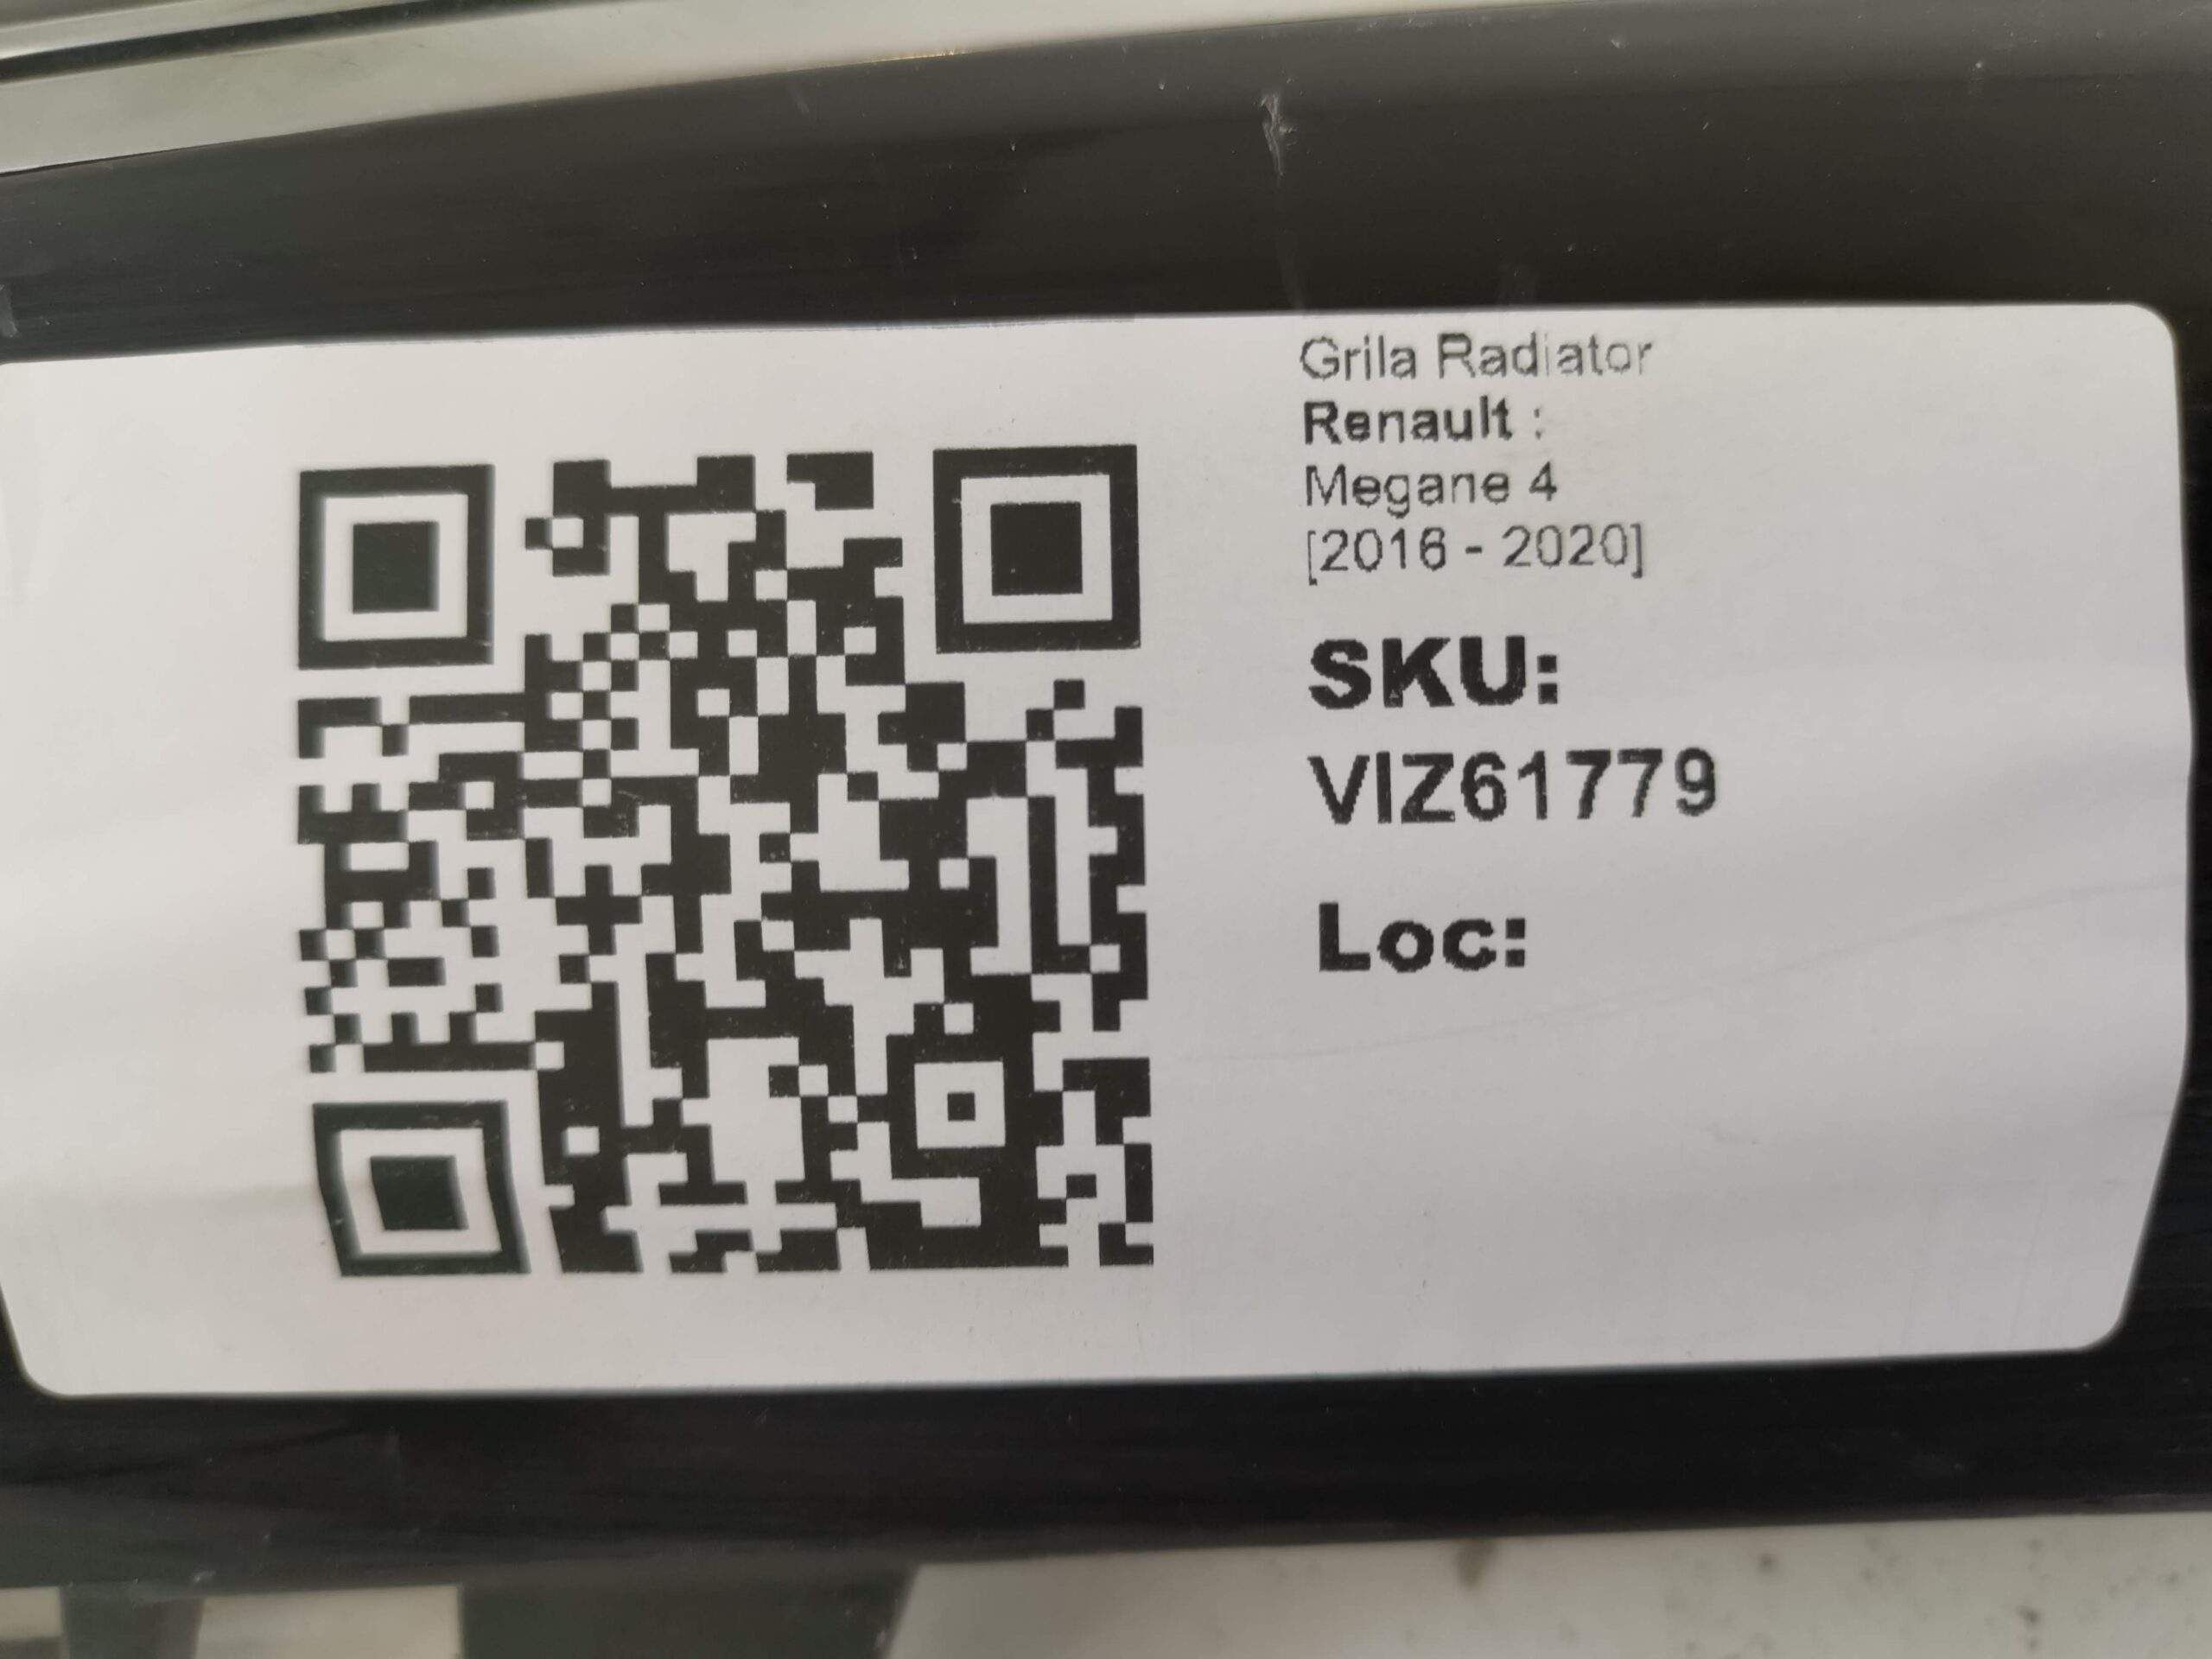 Grila Radiator
Renault :
Megane 4
[2016 - 2020]
SKU:
VIZ61779
Loc: